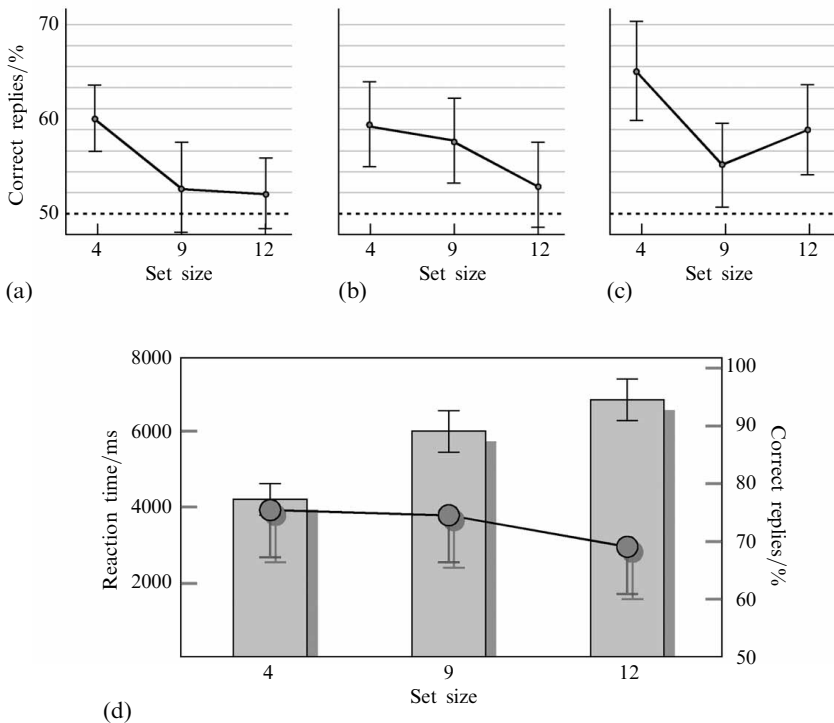 70
60
50
Correct replies/%
4 9 12
4 9 12
4 9 12
Set size
Set size
Set size
(a)
(b)
(c)
8000
6000
4000
2000
Reaction time/ms
100
90
80
70
60
50
Correct replies/%
4 9 12
Set size
(d)